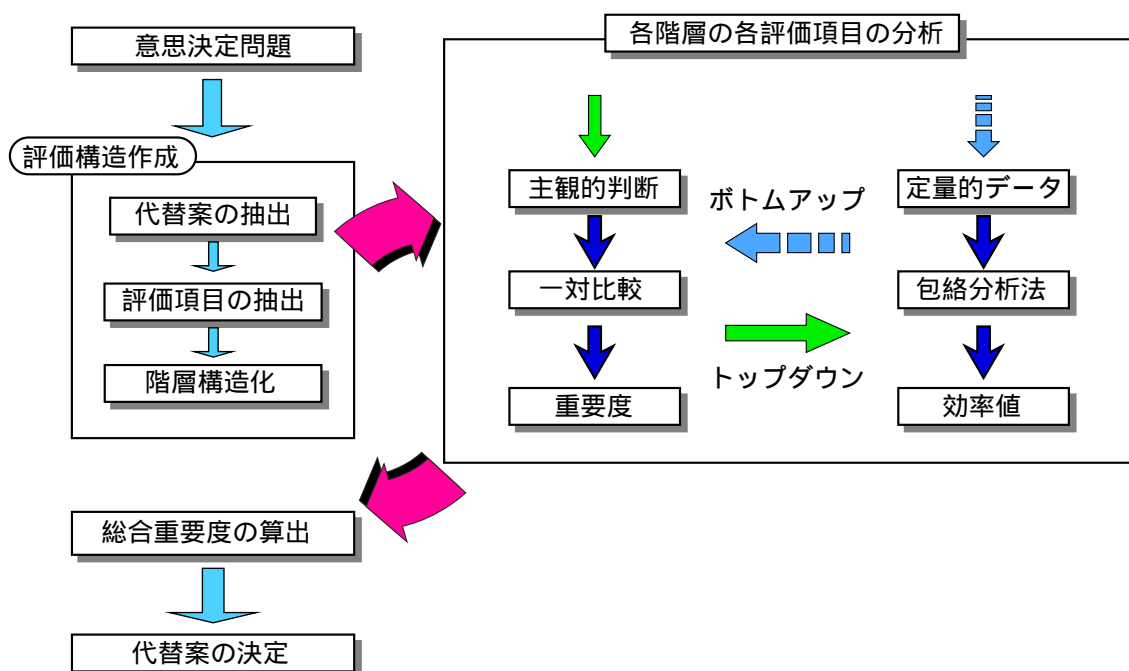 意思決定問題
評価構造作成
代替案の抽出
評価項目の抽出
階層構造化
各階層の各評価項目の分析
主観的判断
一対比較
重要度
ボトムアップ
トップダウン
定量的データ
包絡分析法
効率値
総合重要度の算出
代替案の決定